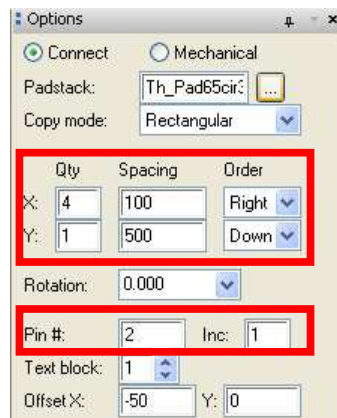 Options
Connect Mechanical
Padstack: Th_Pad65cir3 ...
Copy mode: Rectangular
Qty Spacing Order
X: 4 100 Right
Y: 1 500 Down
Rotation: 0.000
Pin #: 2 Inc: 1
Text block: 1
Offset X: -50 Y: 0